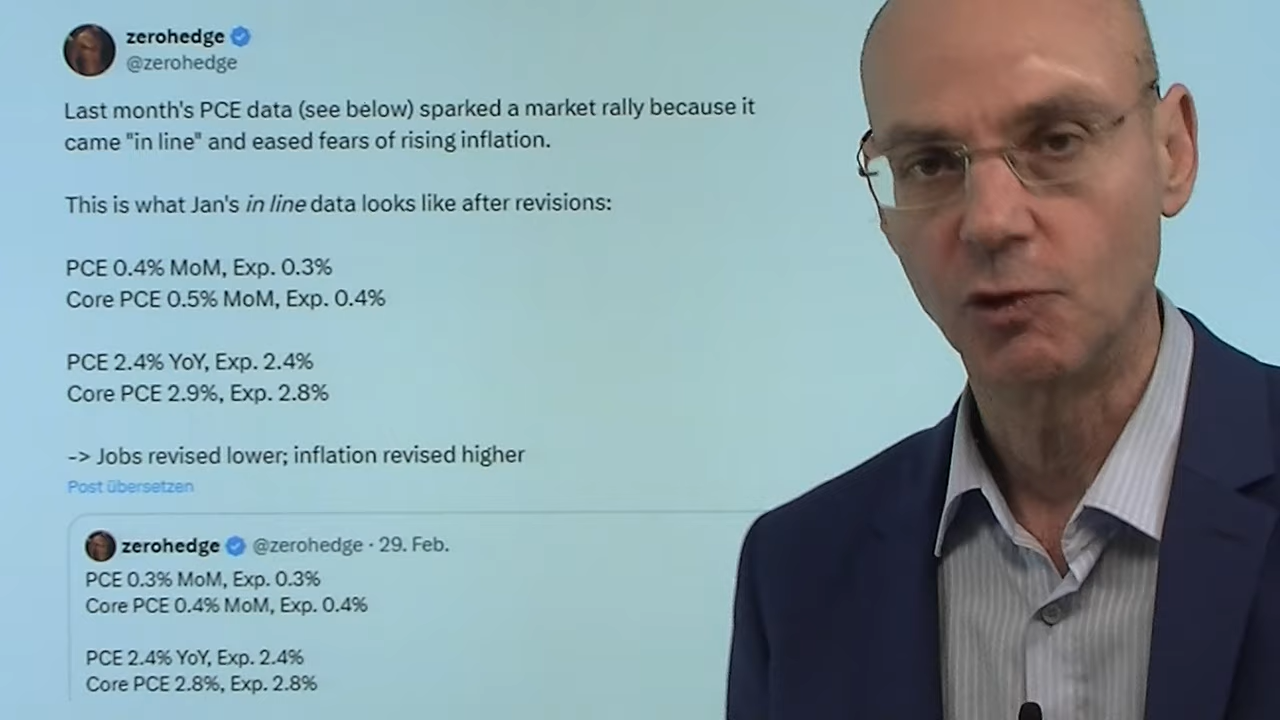 zerohedge
@zerohedge
Last month's PCE data (see below) sparked a market rally because it
came "in line" and eased fears of rising inflation.
This is what Jan's in line data looks like after revisions:
PCE 0.4% MoM, Exp. 0.3%
Core PCE 0.5% MoM, Exp. 0.4%
PCE 2.4% YoY, Exp. 2.4%
Core PCE 2.9%, Exp. 2.8%
-> Jobs revised lower; inflation revised higher
Post übersetzen
zerohedge @zerohedge · 29. Feb.
PCE 0.3% MoM, Exp. 0.3%
Core PCE 0.4% MoM, Exp. 0.4%
PCE 2.4% YoY, Exp. 2.4%
Core PCE 2.8%, Exp. 2.8%